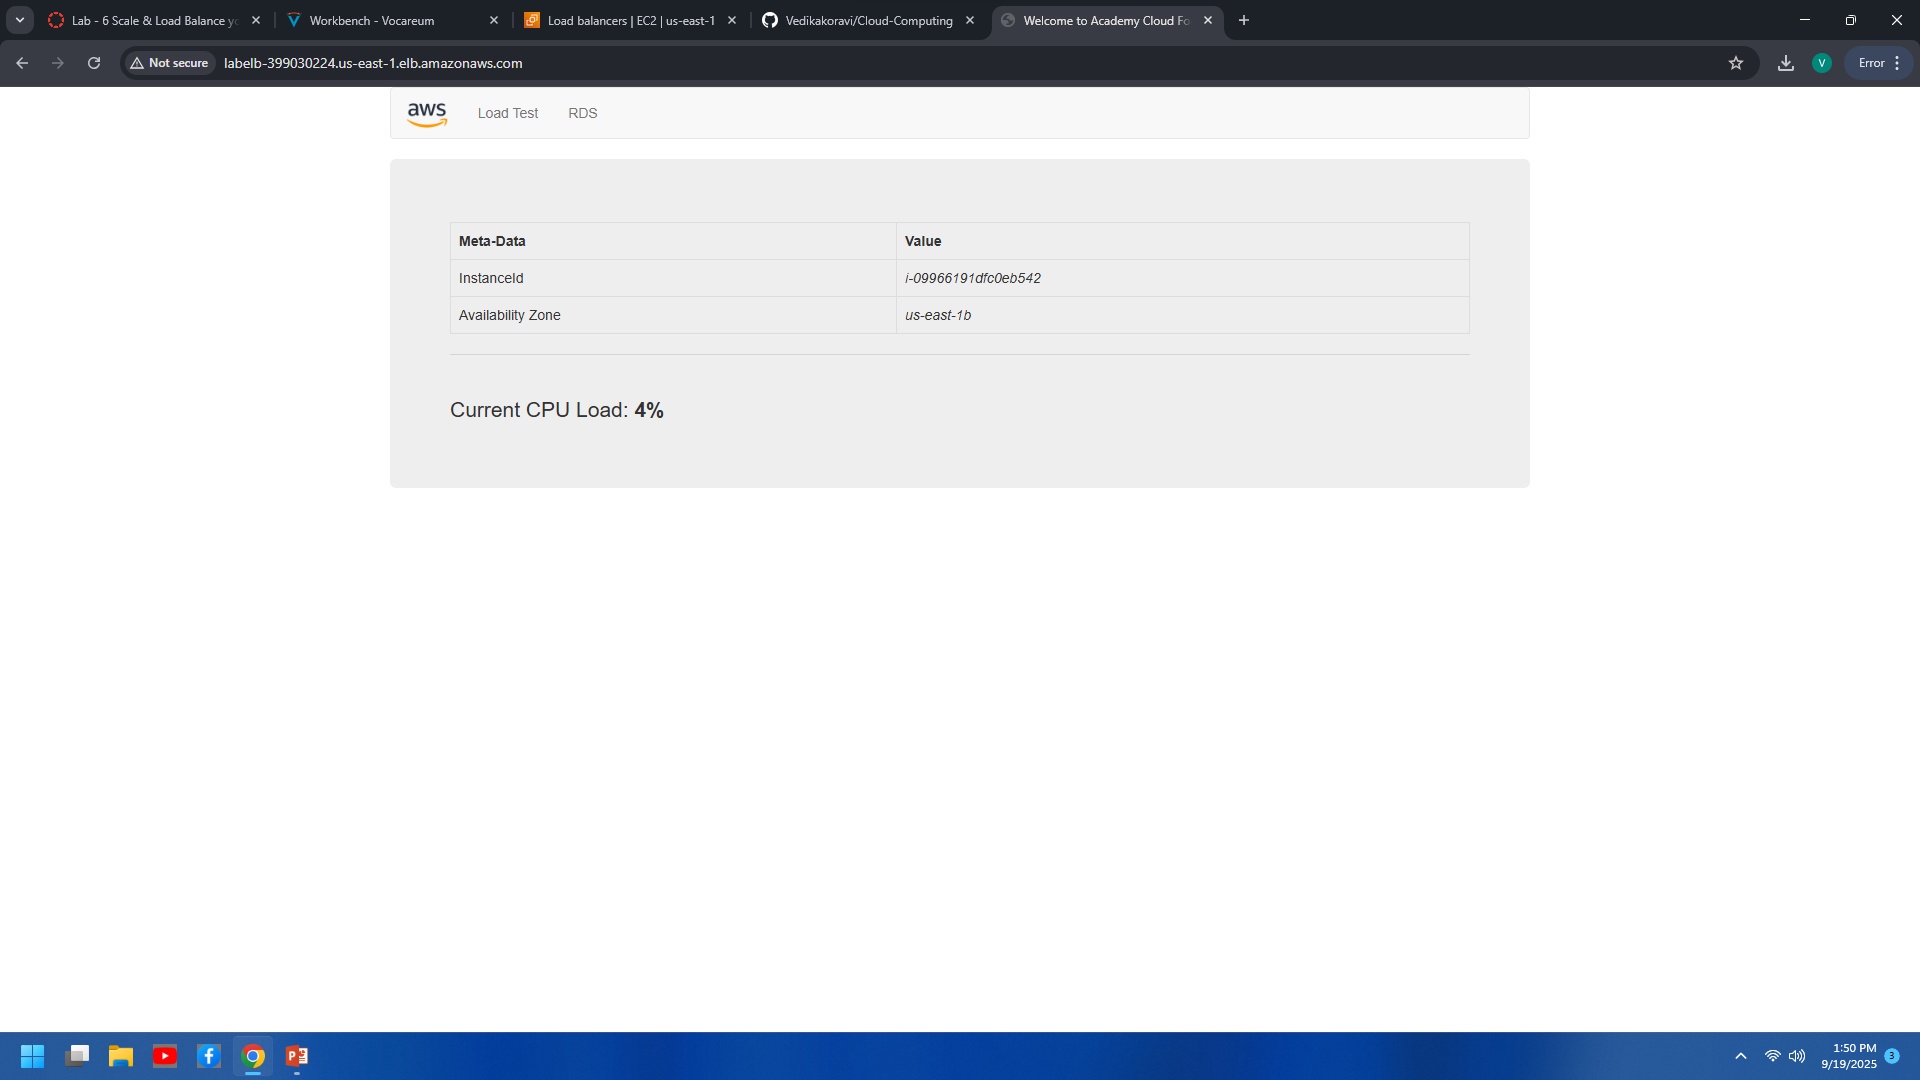 Lab - 6 Scale & Load Balance yo
Workbench - Vocareum
Load balancers | EC2 | us-east-1
Vedikakoravi/Cloud-Computing
Welcome to Academy Cloud Fo
Not secure
labelb-399030224.us-east-1.elb.amazonaws.com
V
Error
aws
Load Test
RDS
Meta-Data
Value
InstanceId
i-09966191dfc0eb542
Availability Zone
us-east-1b
Current CPU Load: 4%
1:50 PM
9/19/2025
3